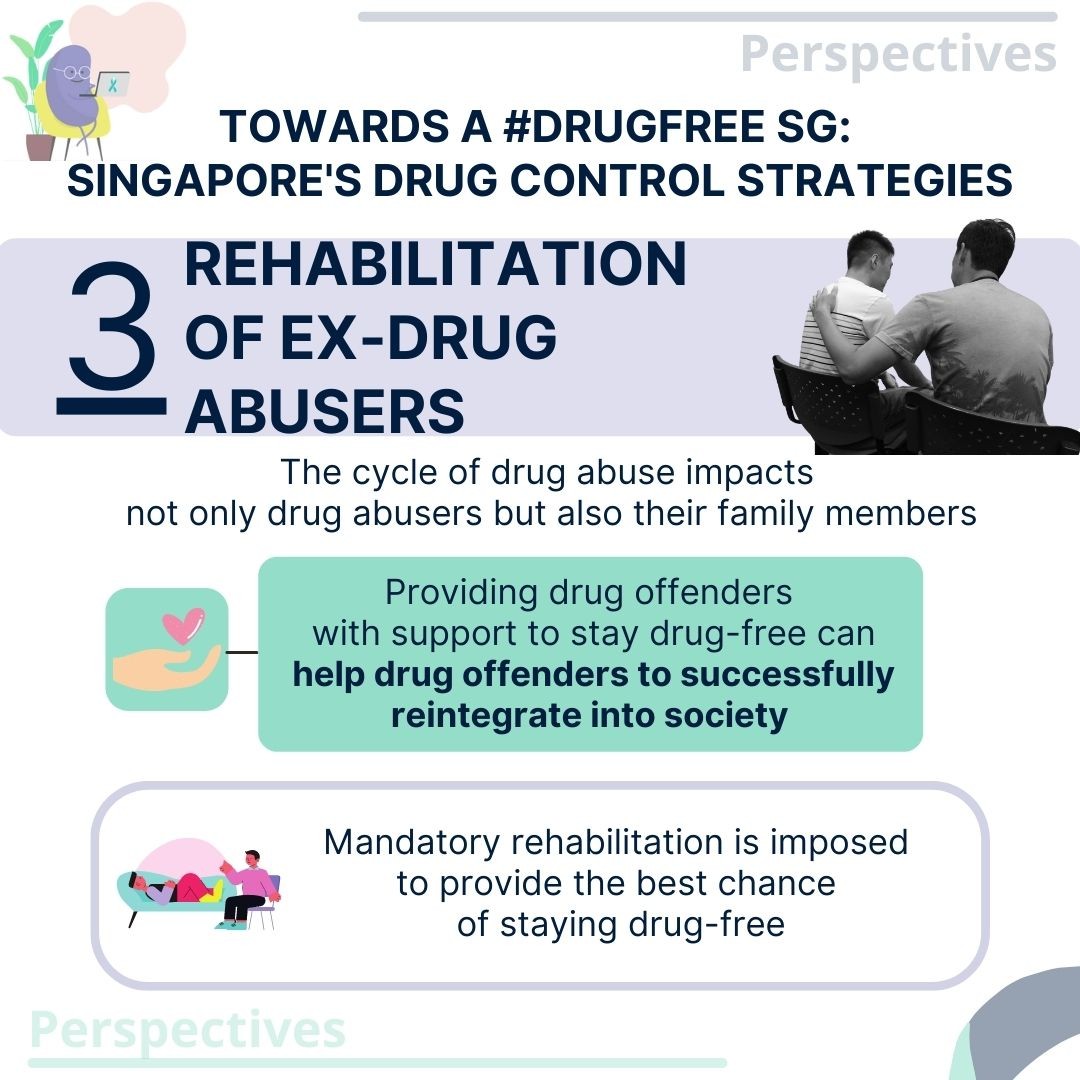 Perspectives
TOWARDS A #DRUGFREE SG:
SINGAPORE'S DRUG CONTROL STRATEGIES
3
REHABILITATION
OF EX-DRUG
ABUSERS
The cycle of drug abuse impacts
not only drug abusers but also their family members
Providing drug offenders
with support to stay drug-free can
help drug offenders to successfully
reintegrate into society
Mandatory rehabilitation is imposed
to provide the best chance
of staying drug-free
Perspectives